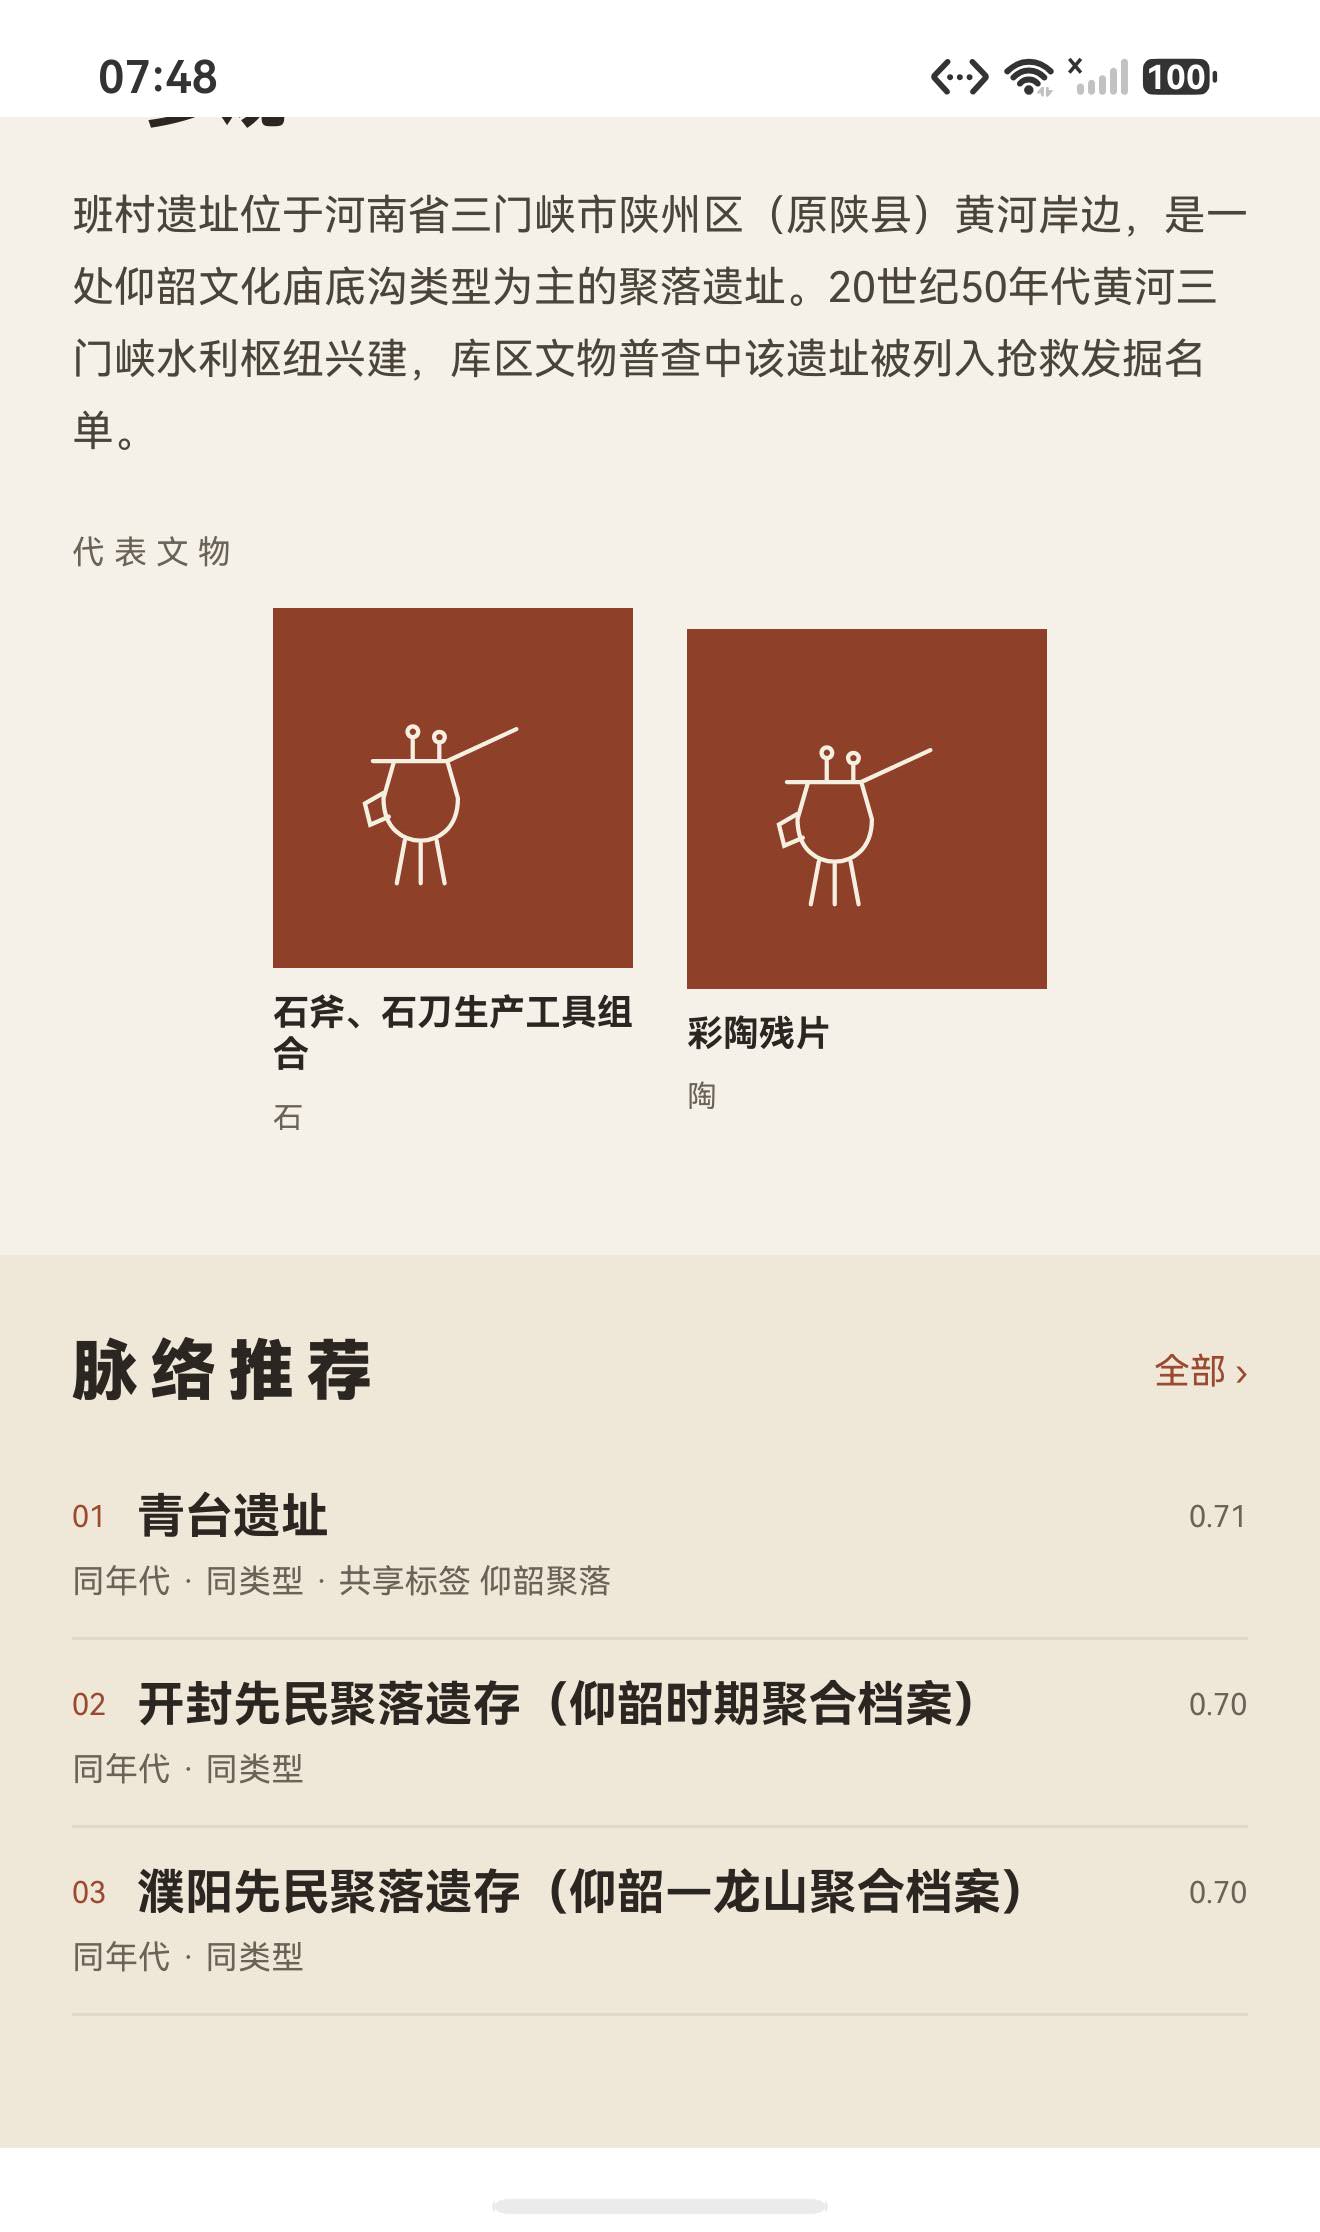 07:48
100
班村遗址位于河南省三门峡市陕州区（原陕县）黄河岸边，是一
处仰韶文化庙底沟类型为主的聚落遗址。20世纪50年代黄河三
门峡水利枢纽兴建，库区文物普查中该遗址被列入抢救发掘名
单。
代表文物
石斧、石刀生产工具组
合
石
彩陶残片
陶
脉络推荐
全部 ›
01 青台遗址 0.71
同年代 · 同类型 · 共享标签 仰韶聚落
02 开封先民聚落遗存（仰韶时期聚合档案） 0.70
同年代 · 同类型
03 濮阳先民聚落遗存（仰韶—龙山聚合档案） 0.70
同年代 · 同类型